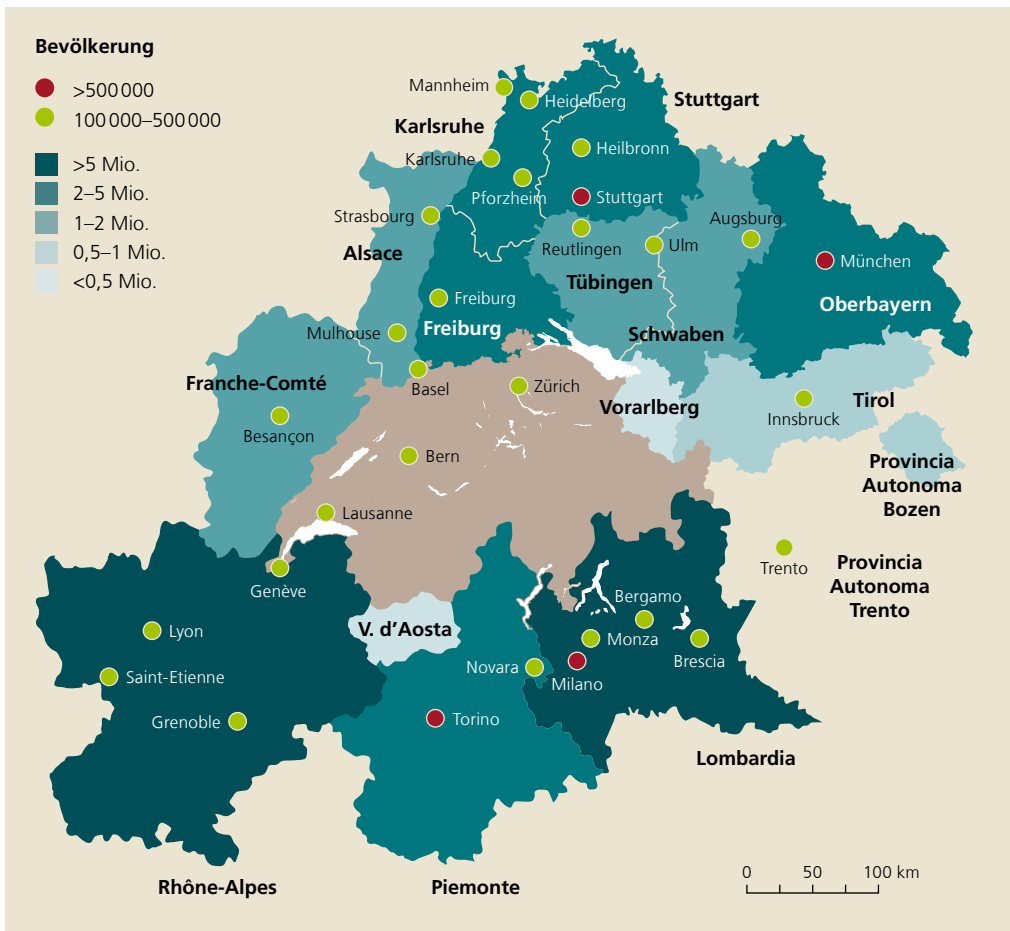 Bevölkerung
>500 000
100 000–500 000
>5 Mio.
2–5 Mio.
1–2 Mio.
0,5–1 Mio.
<0,5 Mio.
Mannheim
Heidelberg
Stuttgart
Karlsruhe
Heilbronn
Karlsruhe
Pforzheim
Stuttgart
Strasbourg
Augsburg
Reutlingen
Ulm
Alsace
München
Tübingen
Freiburg
Oberbayern
Freiburg
Mulhouse
Schwaben
Franche-Comté
Basel
Zürich
Vorarlberg
Tirol
Innsbruck
Besançon
Bern
Provincia
Autonoma
Bozen
Lausanne
Trento
Provincia
Autonoma
Trento
Genève
Bergamo
Lyon
V. d’Aosta
Monza
Brescia
Novara
Milano
Saint-Etienne
Grenoble
Torino
Lombardia
0 50 100 km
Rhône-Alpes
Piemonte